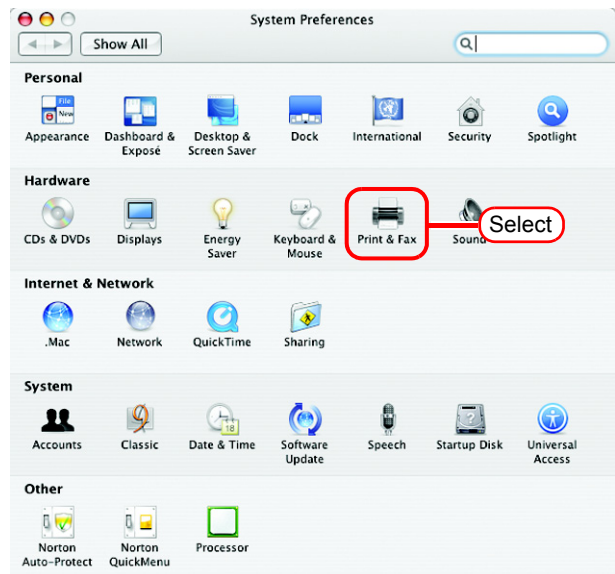 System Preferences
Show All
Personal
File
New
Appearance
Dashboard &
Exposé
Desktop &
Screen Saver
Dock
International
Security
Spotlight
Hardware
CDs & DVDs
Displays
Energy
Saver
Keyboard &
Mouse
Print & Fax
Sound
Select
Internet & Network
.Mac
Network
QuickTime
Sharing
System
18
Accounts
Classic
Date & Time
Software
Update
Speech
Startup Disk
Universal
Access
Other
Norton
Auto-Protect
Norton
QuickMenu
Processor